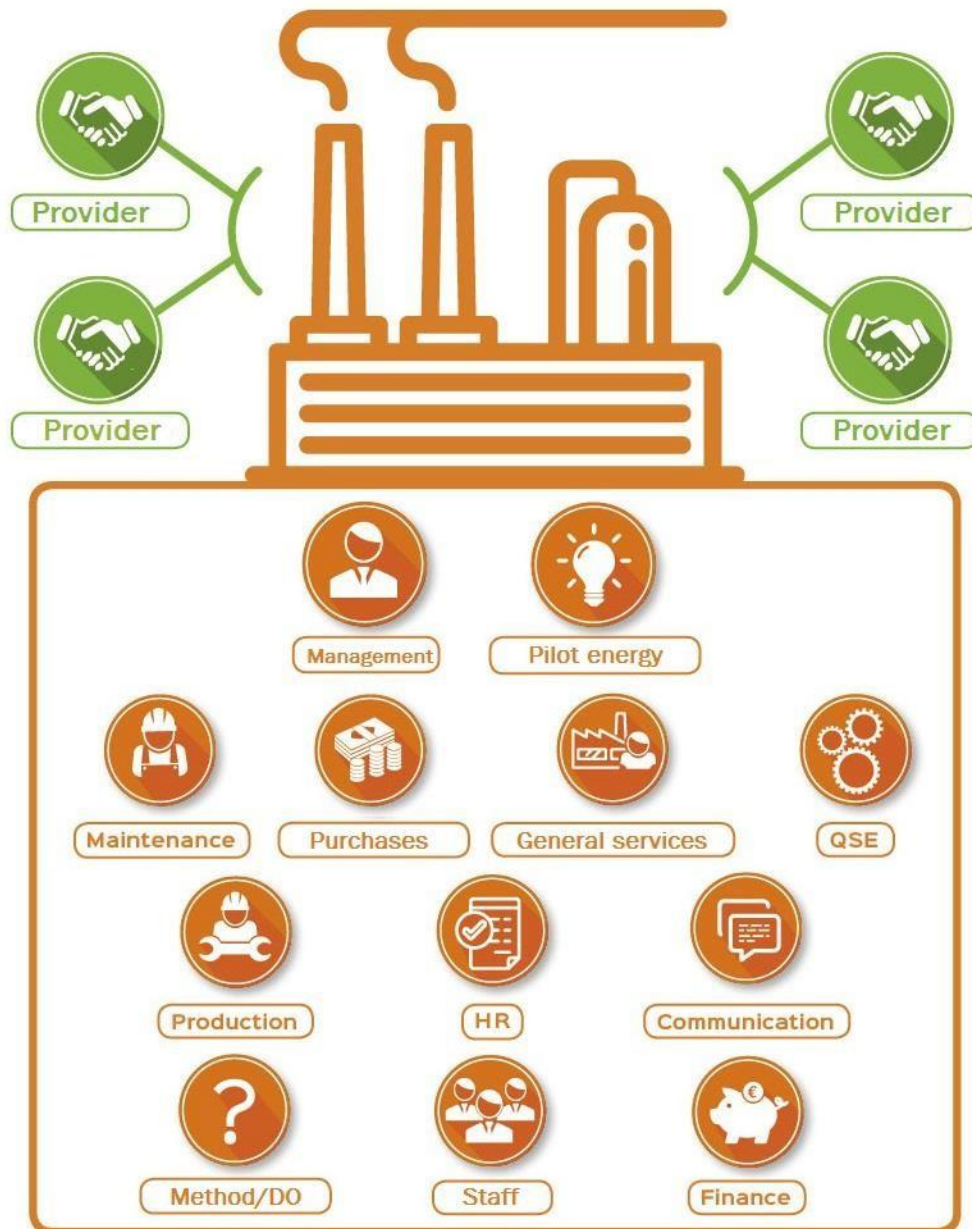 Provider
Provider
Provider
Provider
Management
Pilot energy
Maintenance
Purchases
General services
QSE
Production
HR
Communication
Method/DO
Staff
€
Finance